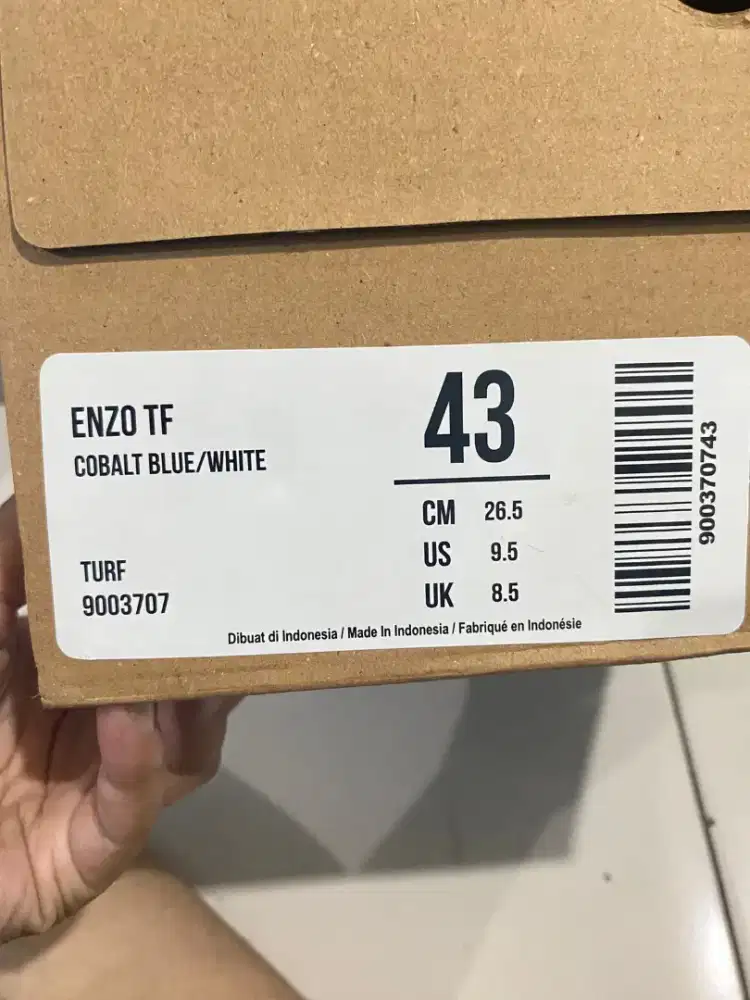 ENZO TF
COBALT BLUE/WHITE
TURF
9003707
43
CM 26.5
US 9.5
UK 8.5
Dibuat di Indonesia / Made In Indonesia / Fabriqué en Indonésie
900370743